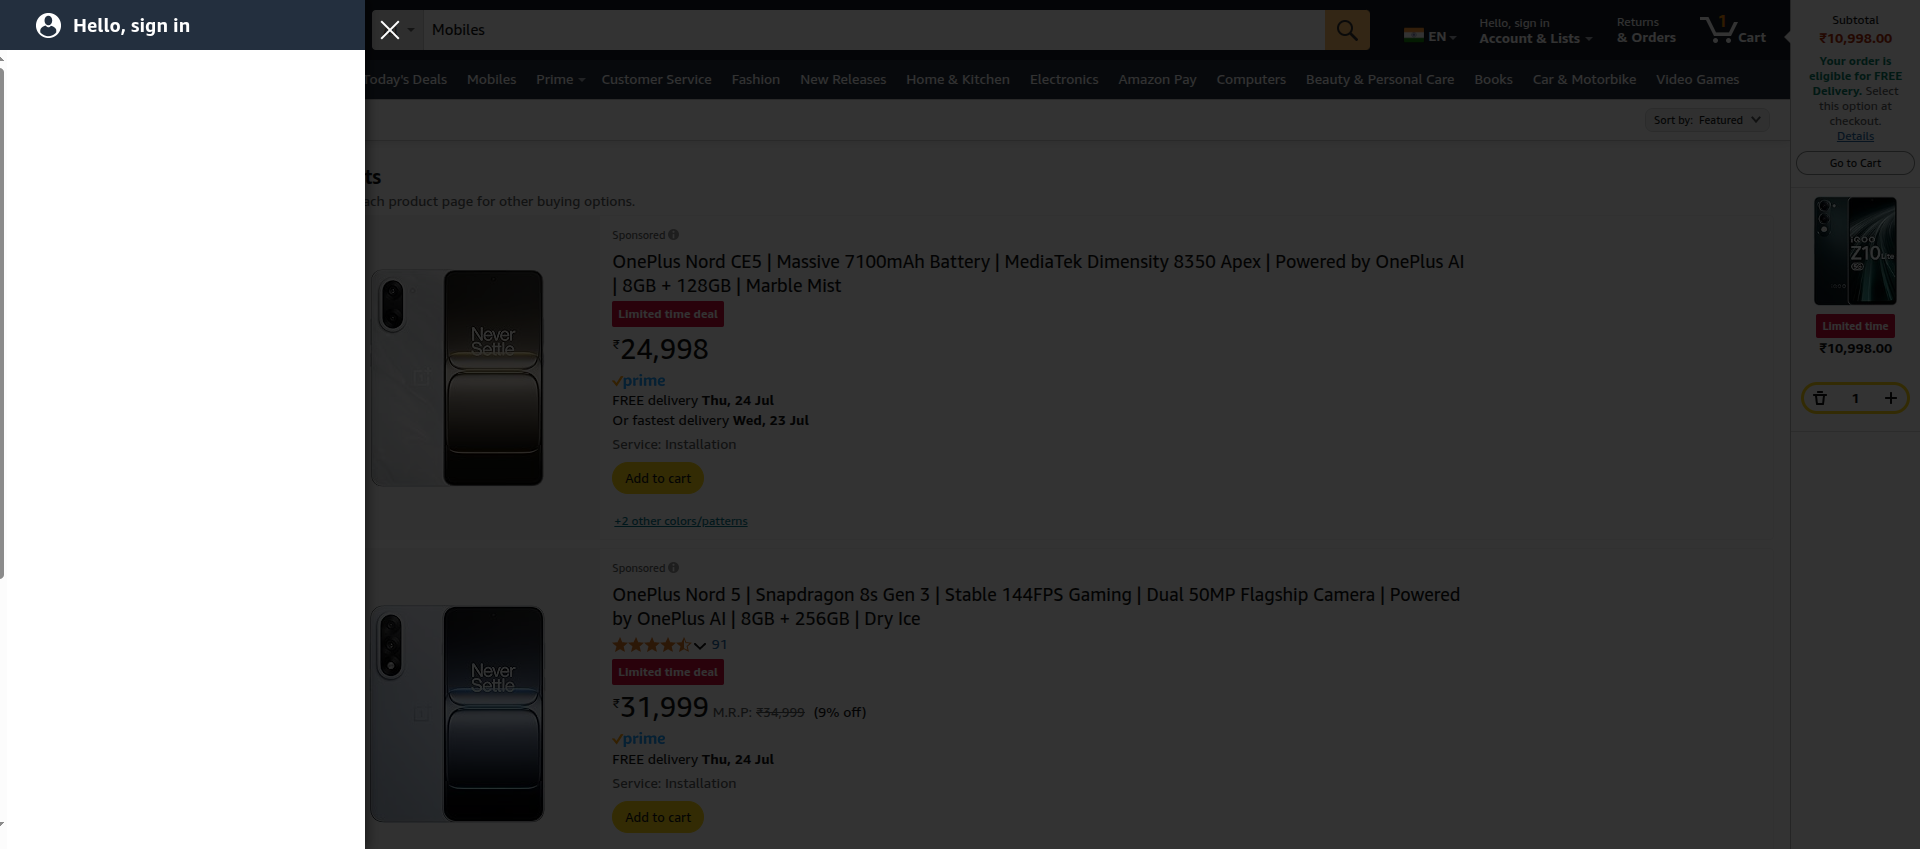 Hello, sign in
Mobiles
EN
Hello, sign in
Account & Lists
Returns
& Orders
1
Cart
Today's Deals
Mobiles
Prime
Customer Service
Fashion
New Releases
Home & Kitchen
Electronics
Amazon Pay
Computers
Beauty & Personal Care
Books
Car & Motorbike
Video Games
Sort by: Featured
ts
ach product page for other buying options.
Sponsored
OnePlus Nord CE5 | Massive 7100mAh Battery | MediaTek Dimensity 8350 Apex | Powered by OnePlus AI
| 8GB + 128GB | Marble Mist
Limited time deal
₹24,998
prime
FREE delivery Thu, 24 Jul
Or fastest delivery Wed, 23 Jul
Service: Installation
Add to cart
+2 other colors/patterns
Never
Settle
Sponsored
OnePlus Nord 5 | Snapdragon 8s Gen 3 | Stable 144FPS Gaming | Dual 50MP Flagship Camera | Powered
by OnePlus AI | 8GB + 256GB | Dry Ice
91
Limited time deal
₹31,999 M.R.P: ₹34,999 (9% off)
prime
FREE delivery Thu, 24 Jul
Service: Installation
Add to cart
Never
Settle
Subtotal
₹10,998.00
Your order is
eligible for FREE
Delivery. Select
this option at
checkout.
Details
Go to Cart
iQOO
Z10 Lite
5G
Limited time
₹10,998.00
1